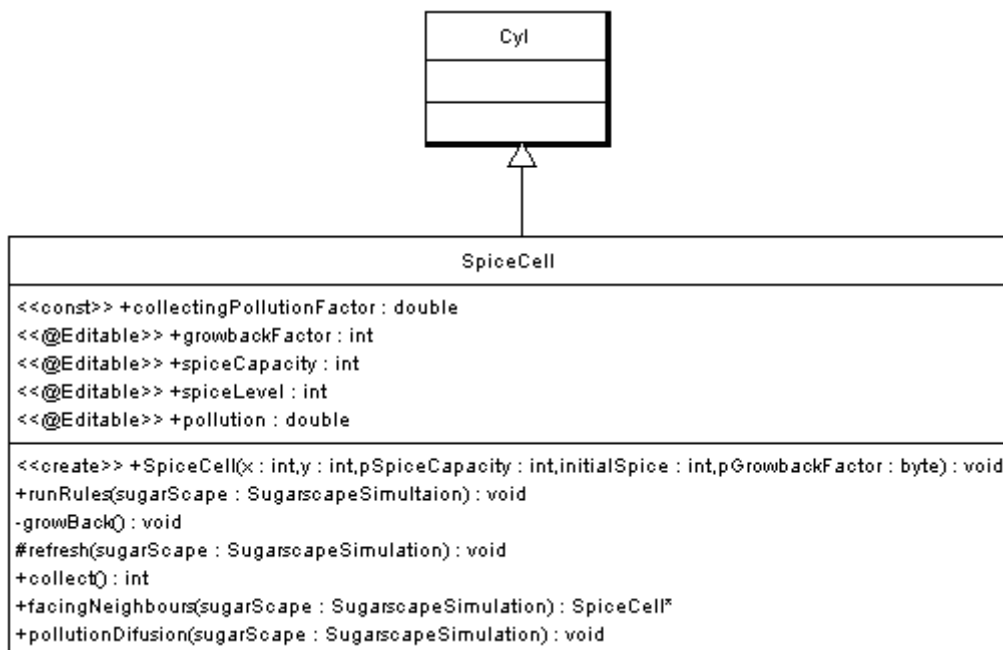 Cyl
SpiceCell
<<const>> +collectingPollutionFactor : double
<<@Editable>> +growbackFactor : int
<<@Editable>> +spiceCapacity : int
<<@Editable>> +spiceLevel : int
<<@Editable>> +pollution : double
<<create>> +SpiceCell(x : int,y : int,pSpiceCapacity : int,initialSpice : int,pGrowbackFactor : byte) : void
+runRules(sugarScape : SugarscapeSimultaion) : void
-growBack() : void
#refresh(sugarScape : SugarscapeSimulation) : void
+collect() : int
+facingNeighbours(sugarScape : SugarscapeSimulation) : SpiceCell*
+pollutionDifusion(sugarScape : SugarscapeSimulation) : void